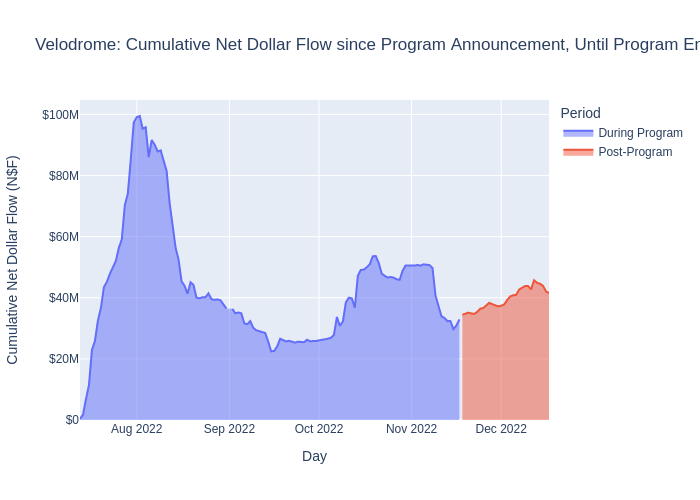 Velodrome: Cumulative Net Dollar Flow since Program Announcement, Until Program
Cumulative Net Dollar Flow (N$F)
$100M
$80M
$60M
$40M
$20M
$0
Aug 2022
Sep 2022
Oct 2022
Nov 2022
Dec 2022
Day
Period
During Program
Post-Program